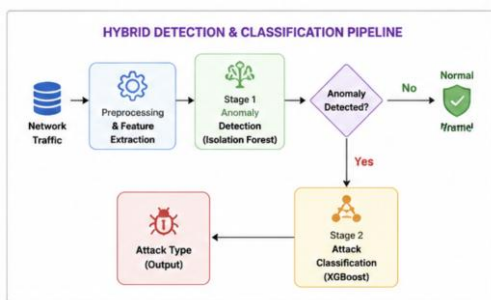 HYBRID DETECTION & CLASSIFICATION PIPELINE
Network
Traffic
Preprocessing
& Feature
Extraction
Stage 1
Anomaly
Detection
(Isolation Forest)
Anomaly
Detected?
No
Normal
Yes
Stage 2
Attack
Classification
(XGBoost)
Attack Type
(Output)